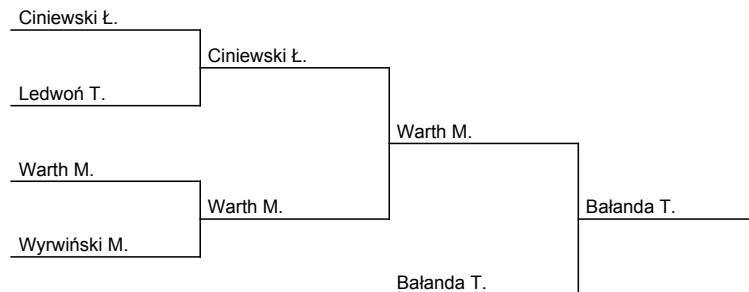 Ciniewski Ł.
Ciniewski Ł.
Ledwoń T.
Warth M.
Warth M.
Warth M.
Bałanda T.
Wyrwiński M.
Bałanda T.